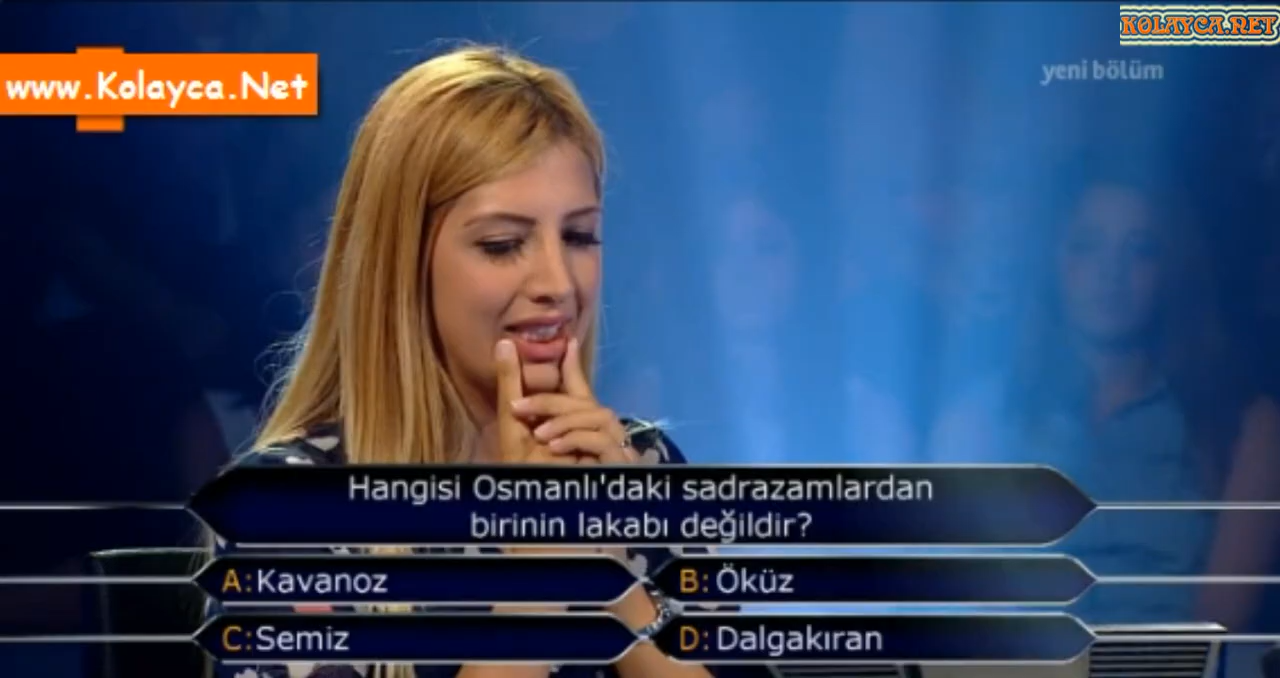 KOLAYCA.NET
www.Kolayca.Net
yeni bölüm
Hangisi Osmanlı'daki sadrazamlardan
birinin lakabı değildir?
A: Kavanoz
B: Öküz
C: Semiz
D: Dalgakıran